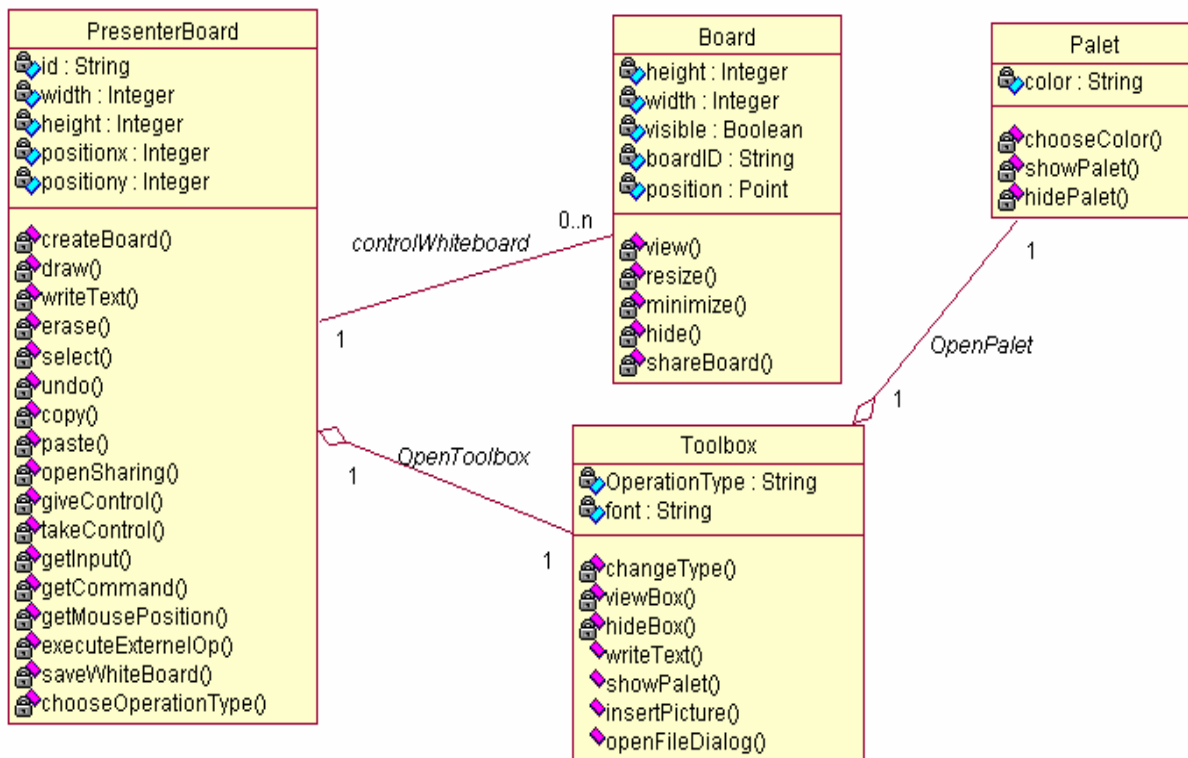 PresenterBoard
id : String
width : Integer
height : Integer
positionx : Integer
positiony : Integer
createBoard()
draw()
writeText()
erase()
select()
undo()
copy()
paste()
openSharing()
giveControl()
takeControl()
getInput()
getCommand()
getMousePosition()
executeExternelOp()
saveWhiteBoard()
chooseOperationType()
controlWhiteboard
0..n
1
Board
height : Integer
width : Integer
visible : Boolean
boardID : String
position : Point
view()
resize()
minimize()
hide()
shareBoard()
Palet
color : String
chooseColor()
showPalet()
hidePalet()
1
OpenPalet
1
OpenToolbox
1
1
Toolbox
OperationType : String
font : String
changeType()
viewBox()
hideBox()
writeText()
showPalet()
insertPicture()
openFileDialog()